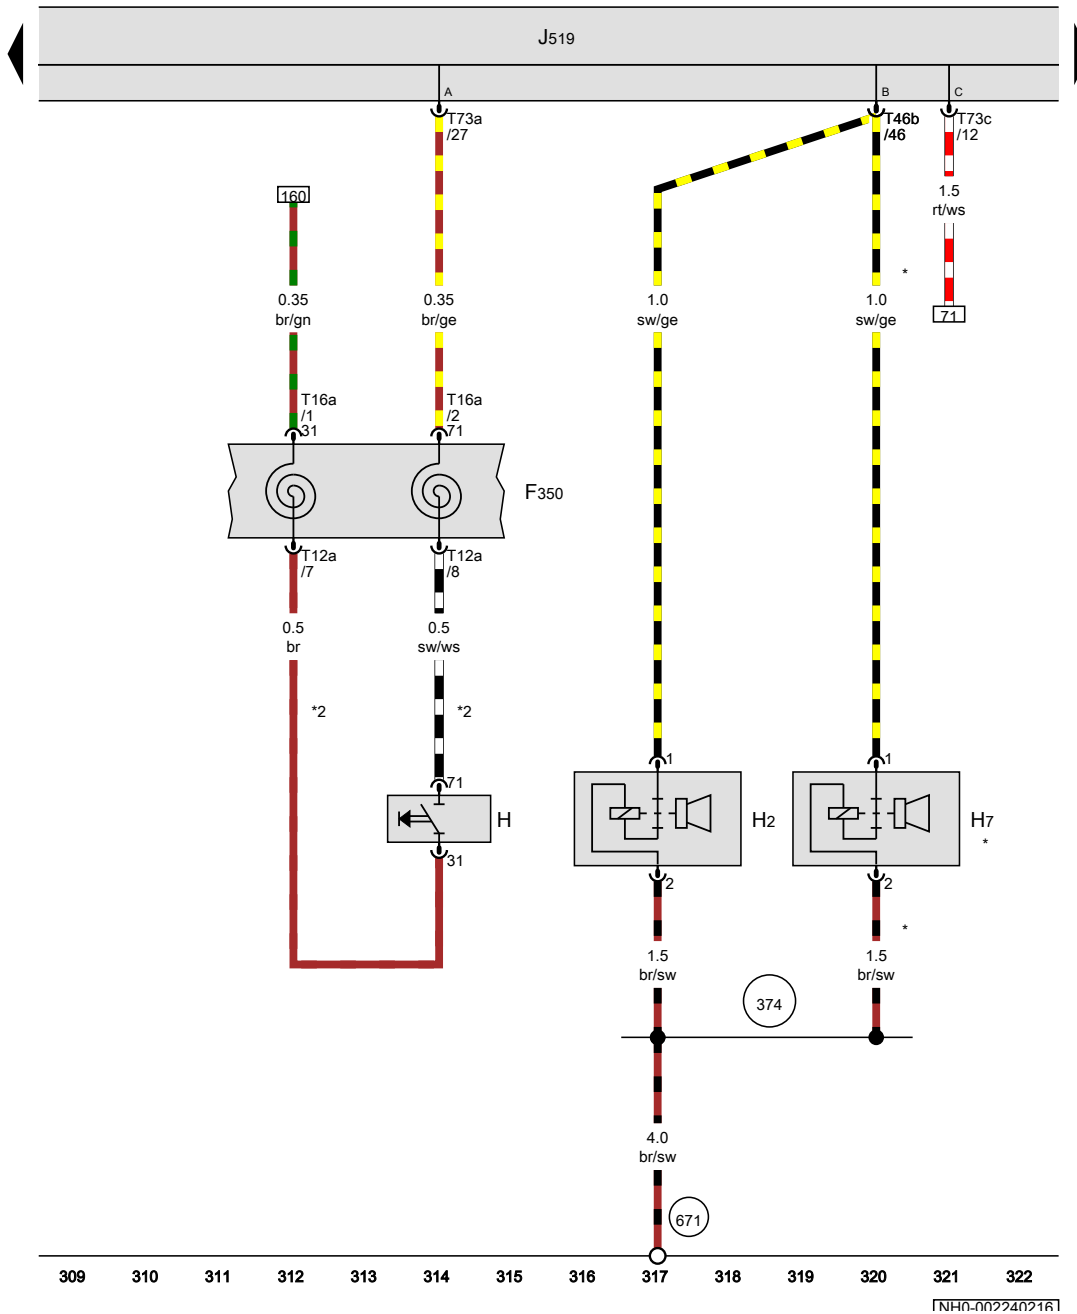 J519
A
B
C
T73a
/27
T46b
/46
T73c
/12
160
1.5
rt/ws
*
0.35
br/gn
0.35
br/ge
1.0
sw/ge
1.0
sw/ge
71
T16a
/1
31
T16a
/2
71
F350
T12a
/7
T12a
/8
0.5
br
0.5
sw/ws
*2
*2
71
1
1
H
H2
H7
*
31
2
2
*
1.5
br/sw
1.5
br/sw
374
4.0
br/sw
671
309 310 311 312 313 314 315 316 317 318 319 320 321 322
NH0-002240216